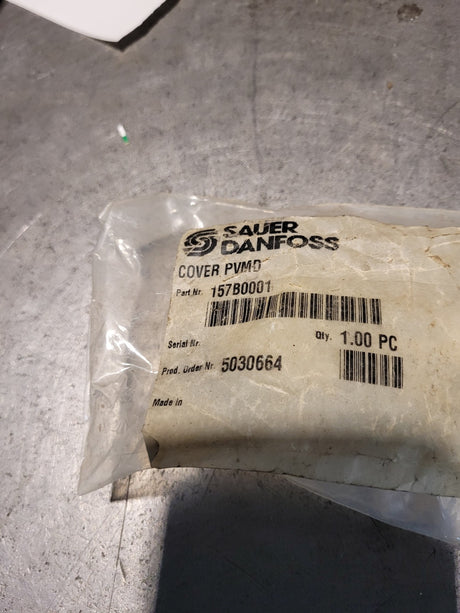 SAUER
DANFOSS
COVER PVMD
Part Nr. 157B0001
Qty. 1.00 PC
Serial Nr.
Prod. Order Nr. 5030664
Made in